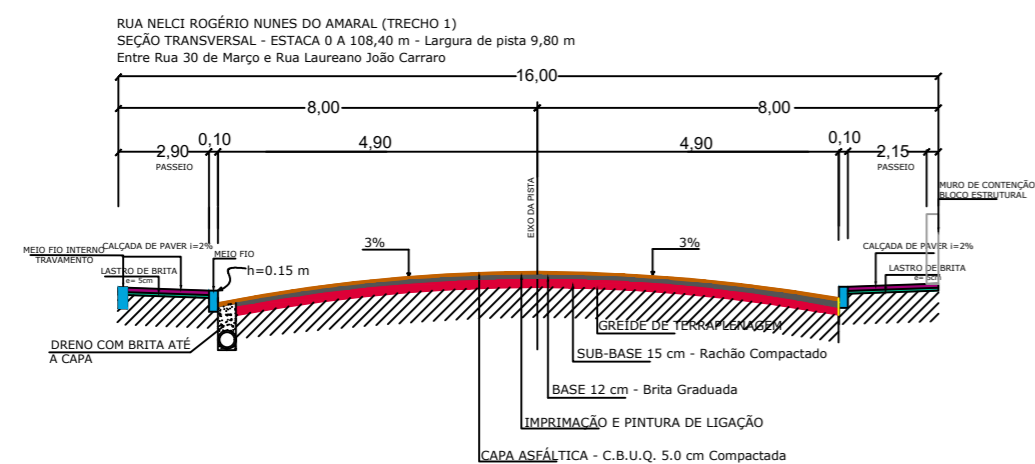 RUA NELCI ROGÉRIO NUNES DO AMARAL (TRECHO 1)
SEÇÃO TRANSVERSAL - ESTACA 0 A 108,40 m - Largura de pista 9,80 m
Entre Rua 30 de Março e Rua Laureano João Carraro
16,00
8,00
8,00
0,10
0,10
2,90
4,90
4,90
2,15
PASSEIO
PASSEIO
EIXO DA PISTA
MURO DE CONTENÇÃO
BLOCO ESTRUTURAL
3%
3%
CALÇADA DE PAVER i=2%
CALÇADA DE PAVER i=2%
MEIO FIO INTERNO
TRAVAMENTO
MEIO FIO
LASTRO DE BRITA
e= 5cm
h=0.15 m
LASTRO DE BRITA
e= 5cm
GREIDE DE TERRAPLENAGEM
DRENO COM BRITA ATÉ
A CAPA
SUB-BASE 15 cm - Rachão Compactado
BASE 12 cm - Brita Graduada
IMPRIMAÇÃO E PINTURA DE LIGAÇÃO
CAPA ASFÁLTICA - C.B.U.Q. 5.0 cm Compactada